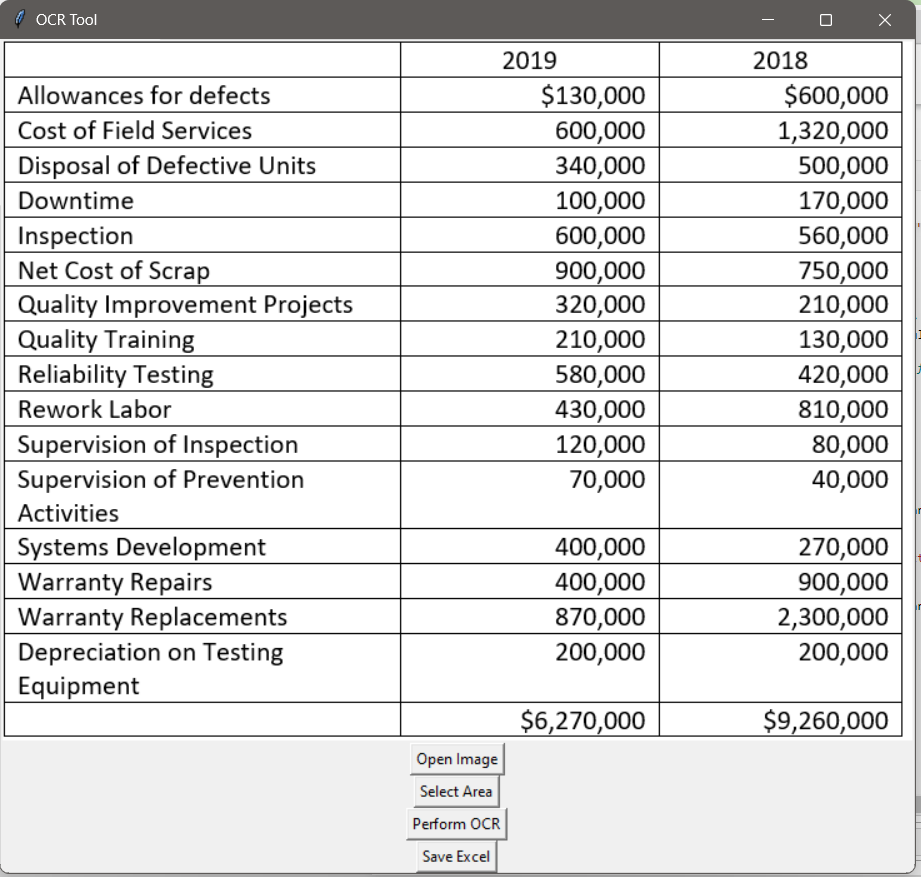 OCR Tool
2019 2018
Allowances for defects $130,000 $600,000
Cost of Field Services 600,000 1,320,000
Disposal of Defective Units 340,000 500,000
Downtime 100,000 170,000
Inspection 600,000 560,000
Net Cost of Scrap 900,000 750,000
Quality Improvement Projects 320,000 210,000
Quality Training 210,000 130,000
Reliability Testing 580,000 420,000
Rework Labor 430,000 810,000
Supervision of Inspection 120,000 80,000
Supervision of Prevention 70,000 40,000
Activities
Systems Development 400,000 270,000
Warranty Repairs 400,000 900,000
Warranty Replacements 870,000 2,300,000
Depreciation on Testing 200,000 200,000
Equipment
$6,270,000 $9,260,000
Open Image
Select Area
Perform OCR
Save Excel